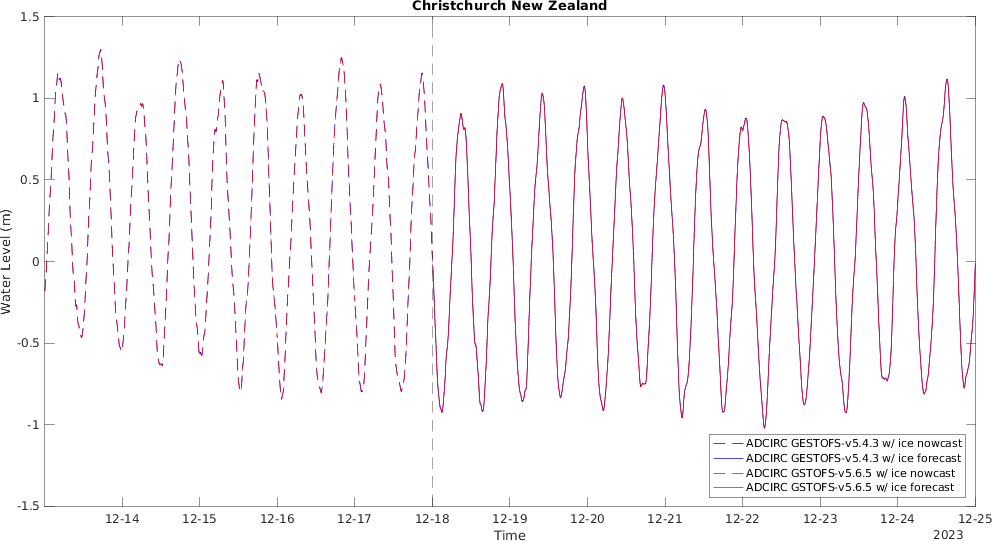 Christchurch New Zealand
1.5
1
0.5
0
-0.5
-1
-1.5
Water Level (m)
ADCIRC GESTOFS-v5.4.3 w/ ice nowcast
ADCIRC GESTOFS-v5.4.3 w/ ice forecast
ADCIRC GSTOFS-v5.6.5 w/ ice nowcast
ADCIRC GSTOFS-v5.6.5 w/ ice forecast
12-14 12-15 12-16 12-17 12-18 12-19 12-20 12-21 12-22 12-23 12-24 12-25
Time
2023